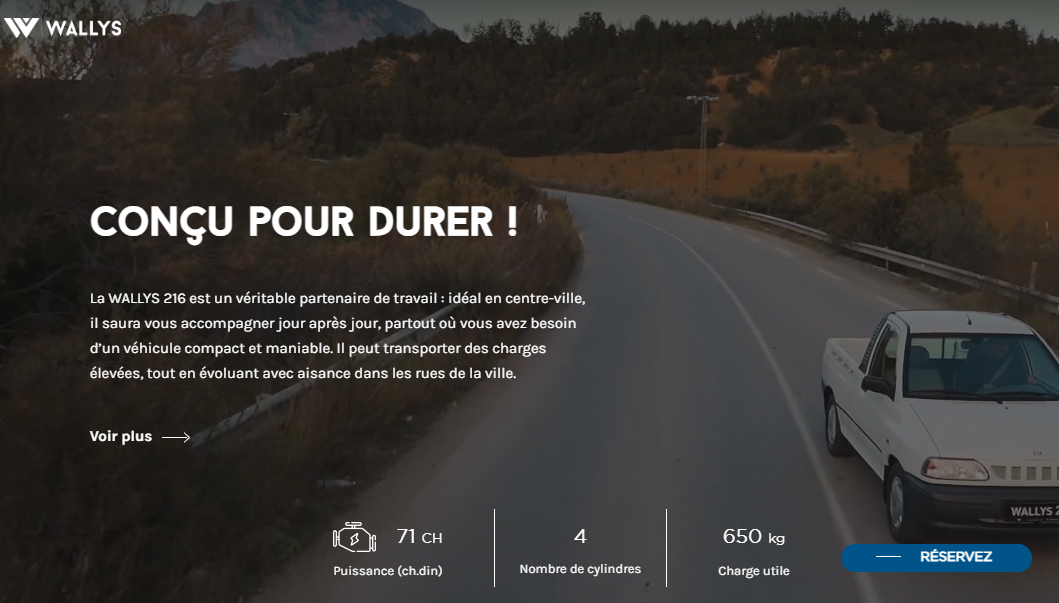 WALLYS
CONÇU POUR DURER !
La WALLYS 216 est un véritable partenaire de travail : idéal en centre-ville,
il saura vous accompagner jour après jour, partout où vous avez besoin
d'un véhicule compact et maniable. Il peut transporter des charges
élevées, tout en évoluant avec aisance dans les rues de la ville.
Voir plus
71 CH
Puissance (ch.din)
4
Nombre de cylindres
650 kg
Charge utile
WALLYS 2
RÉSERVEZ